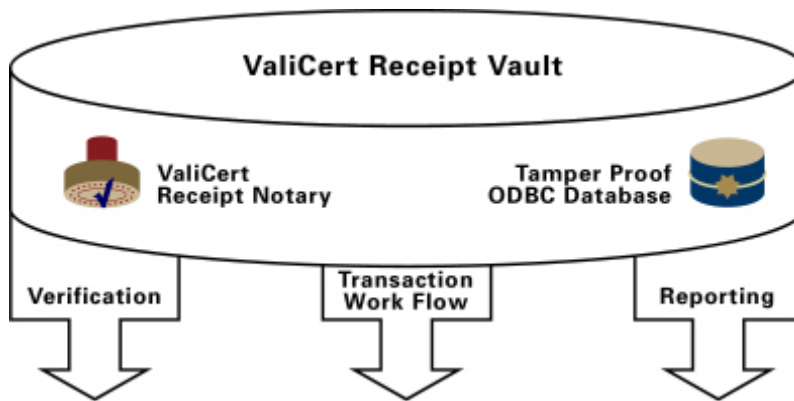 ValiCert Receipt Vault
ValiCert
Receipt Notary
Tamper Proof
ODBC Database
Verification
Transaction
Work Flow
Reporting